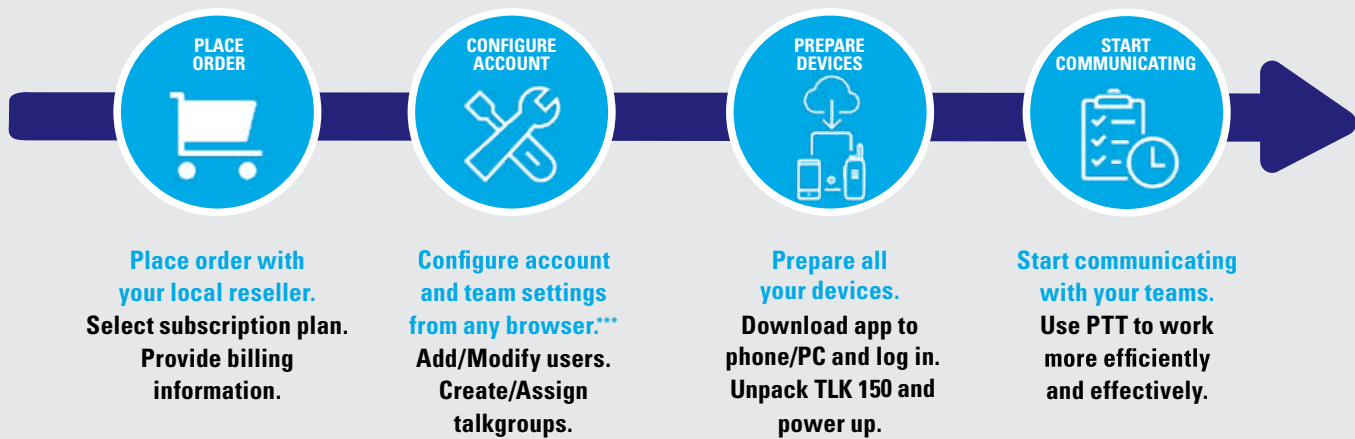 PLACE
ORDER
CONFIGURE
ACCOUNT
PREPARE
DEVICES
START
COMMUNICATING
Place order with
your local reseller.
Select subscription plan.
Provide billing
information.
Configure account
and team settings
from any browser.***
Add/Modify users.
Create/Assign
talkgroups.
Prepare all
your devices.
Download app to
phone/PC and log in.
Unpack TLK 150 and
power up.
Start communicating
with your teams.
Use PTT to work
more efficiently
and effectively.